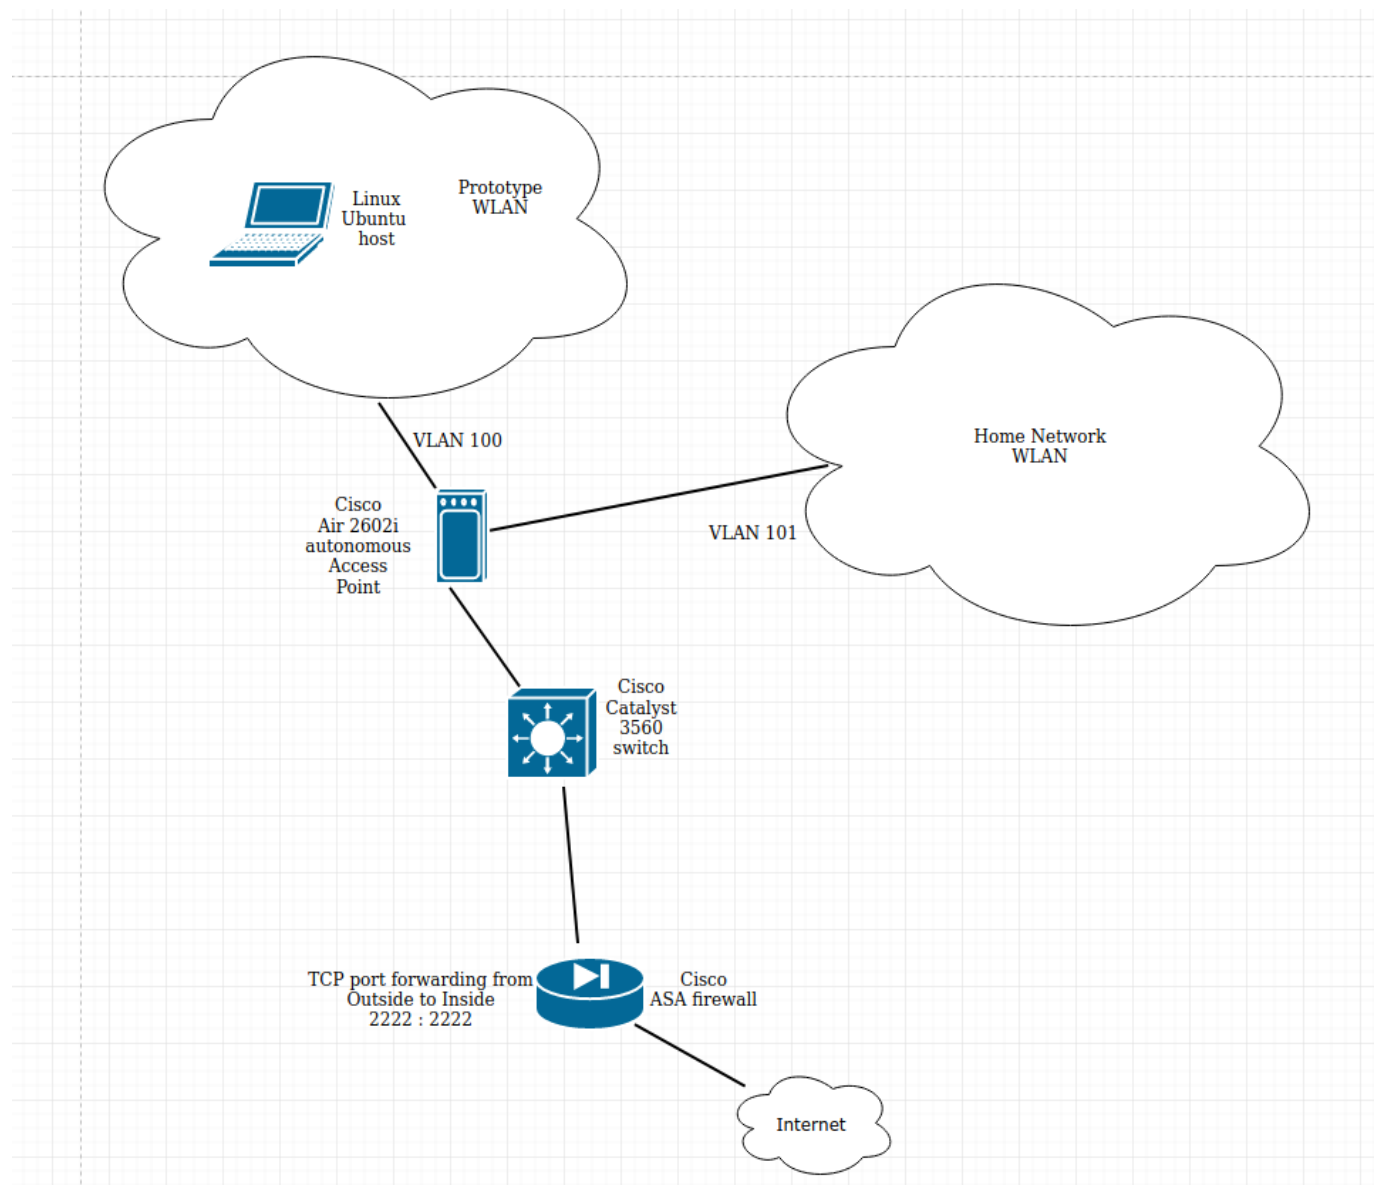 Linux
Ubuntu
host
Prototype
WLAN
VLAN 100
Home Network
WLAN
VLAN 101
Cisco
Air 2602i
autonomous
Access
Point
Cisco
Catalyst
3560
switch
TCP port forwarding from
Outside to Inside
2222 : 2222
Cisco
ASA firewall
Internet